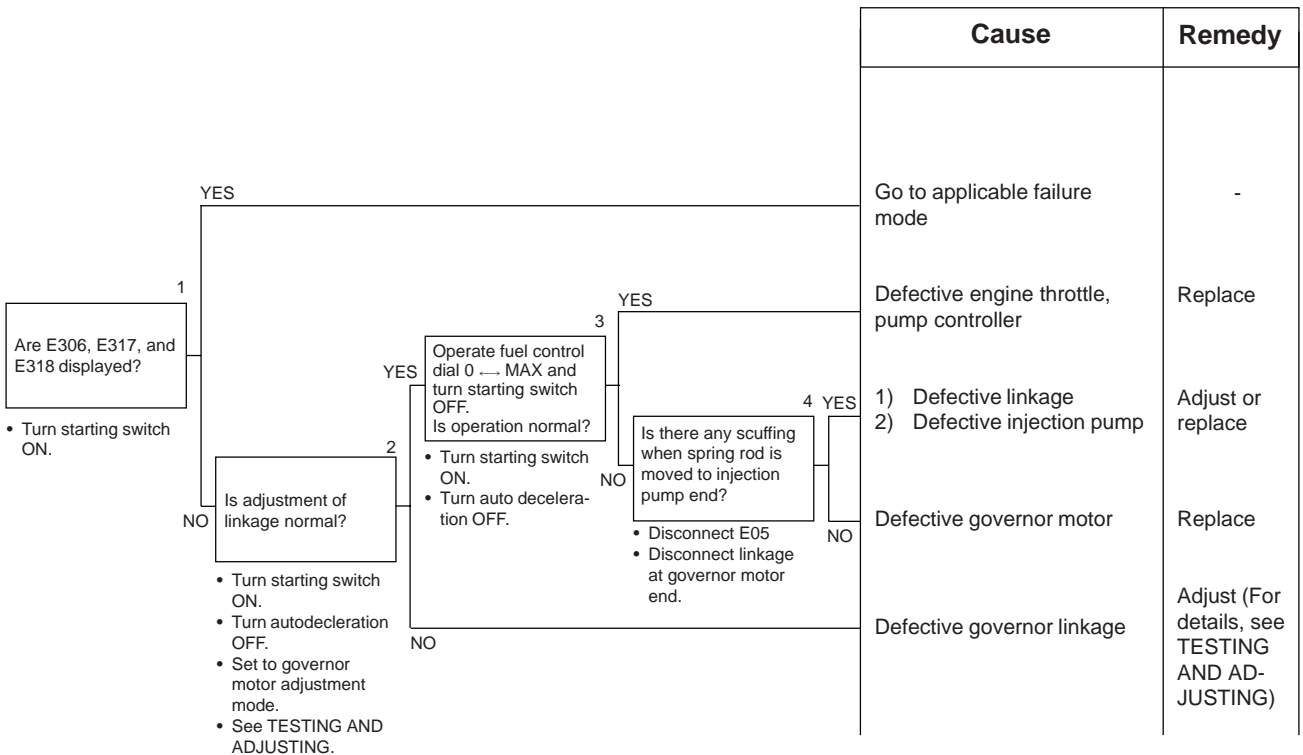 Cause
Remedy
YES
Go to applicable failure
mode
-
1
Are E306, E317, and
E318 displayed?
• Turn starting switch
ON.
NO
2
Is adjustment of
linkage normal?
• Turn starting switch
ON.
• Turn autodecleration
OFF.
• Set to governor
motor adjustment
mode.
• See TESTING AND
ADJUSTING.
YES
3
Operate fuel control
dial 0 ←→ MAX and
turn starting switch
OFF.
Is operation normal?
• Turn starting switch
ON.
• Turn auto decelera-
tion OFF.
YES
Defective engine throttle,
pump controller
Replace
NO
4
Is there any scuffing
when spring rod is
moved to injection
pump end?
• Disconnect E05
• Disconnect linkage
at governor motor
end.
YES
1) Defective linkage
2) Defective injection pump
Adjust or
replace
NO
Defective governor motor
Replace
NO
Defective governor linkage
Adjust (For
details, see
TESTING
AND AD-
JUSTING)